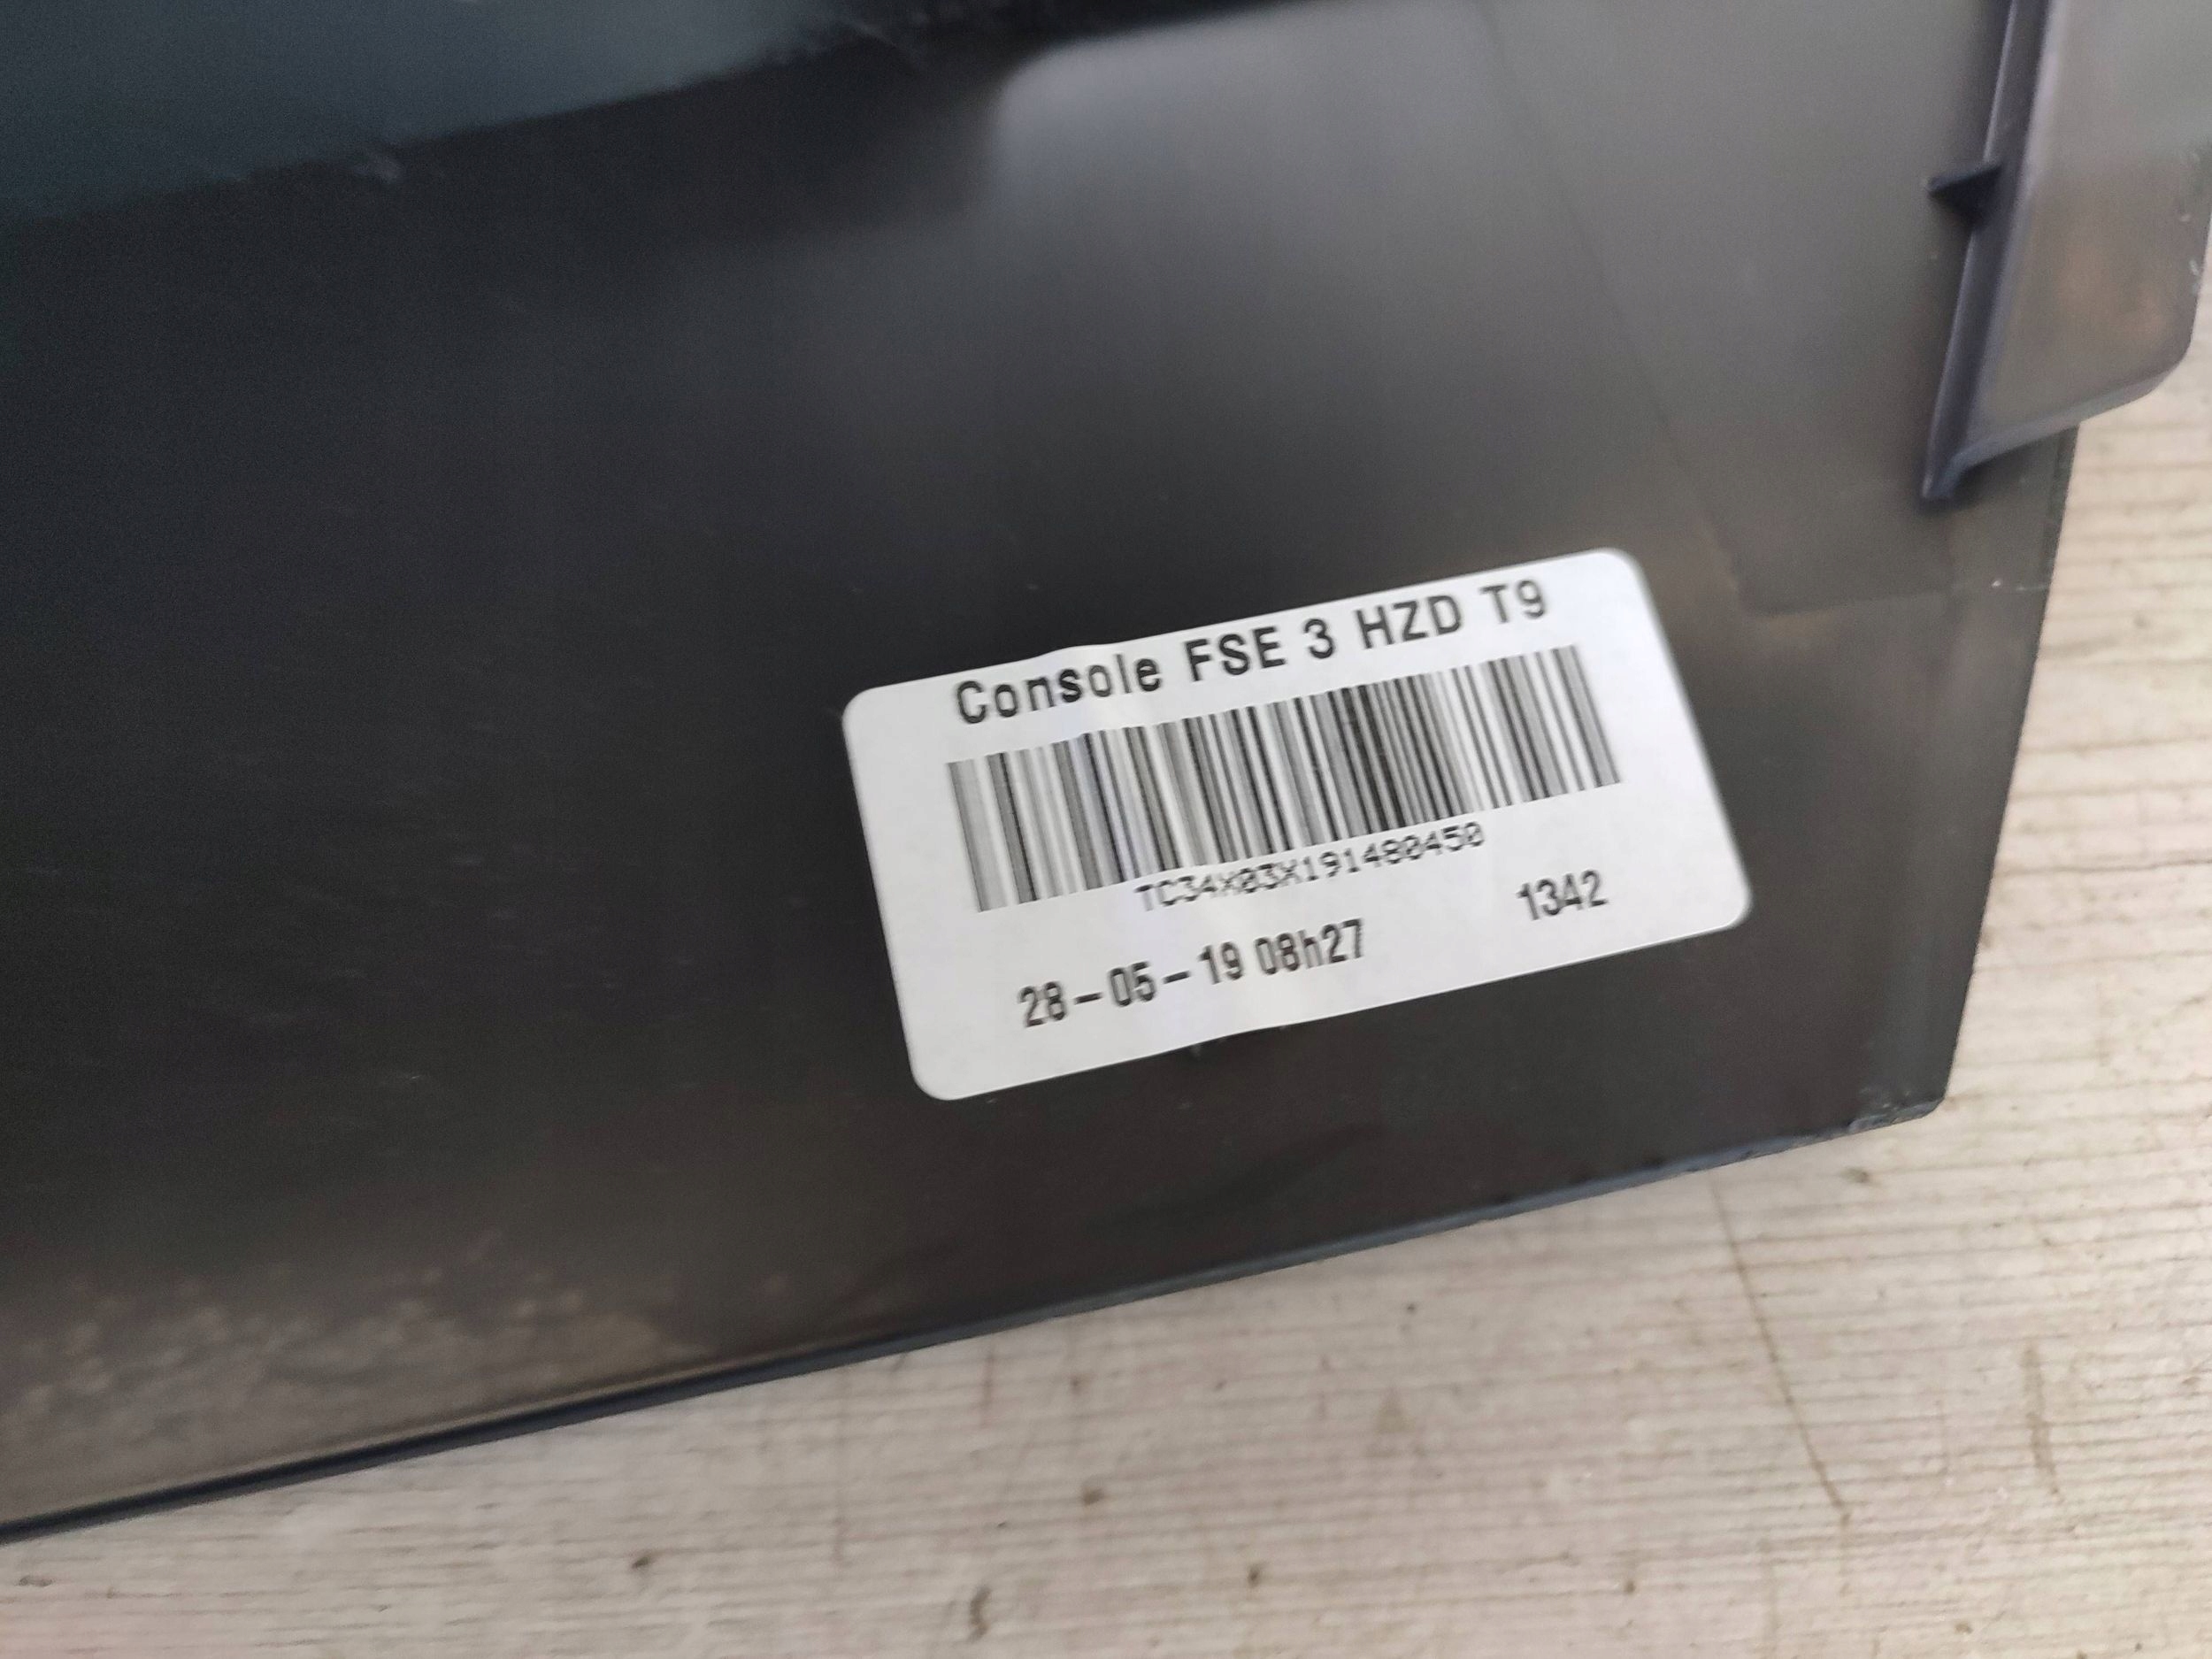 Console FSE 3 HZD T9
TC34X03X191480450
28-05-19 08h27 1342